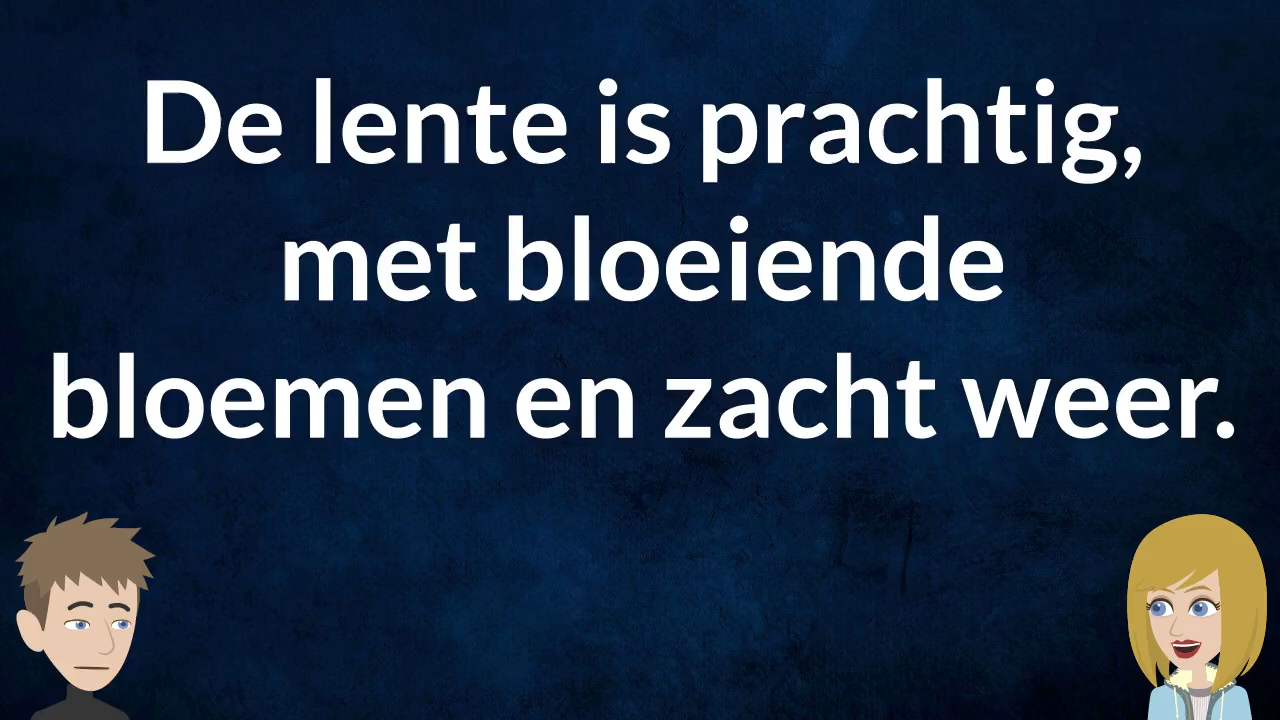 De lente is prachtig,
met bloeiende
bloemen en zacht weer.